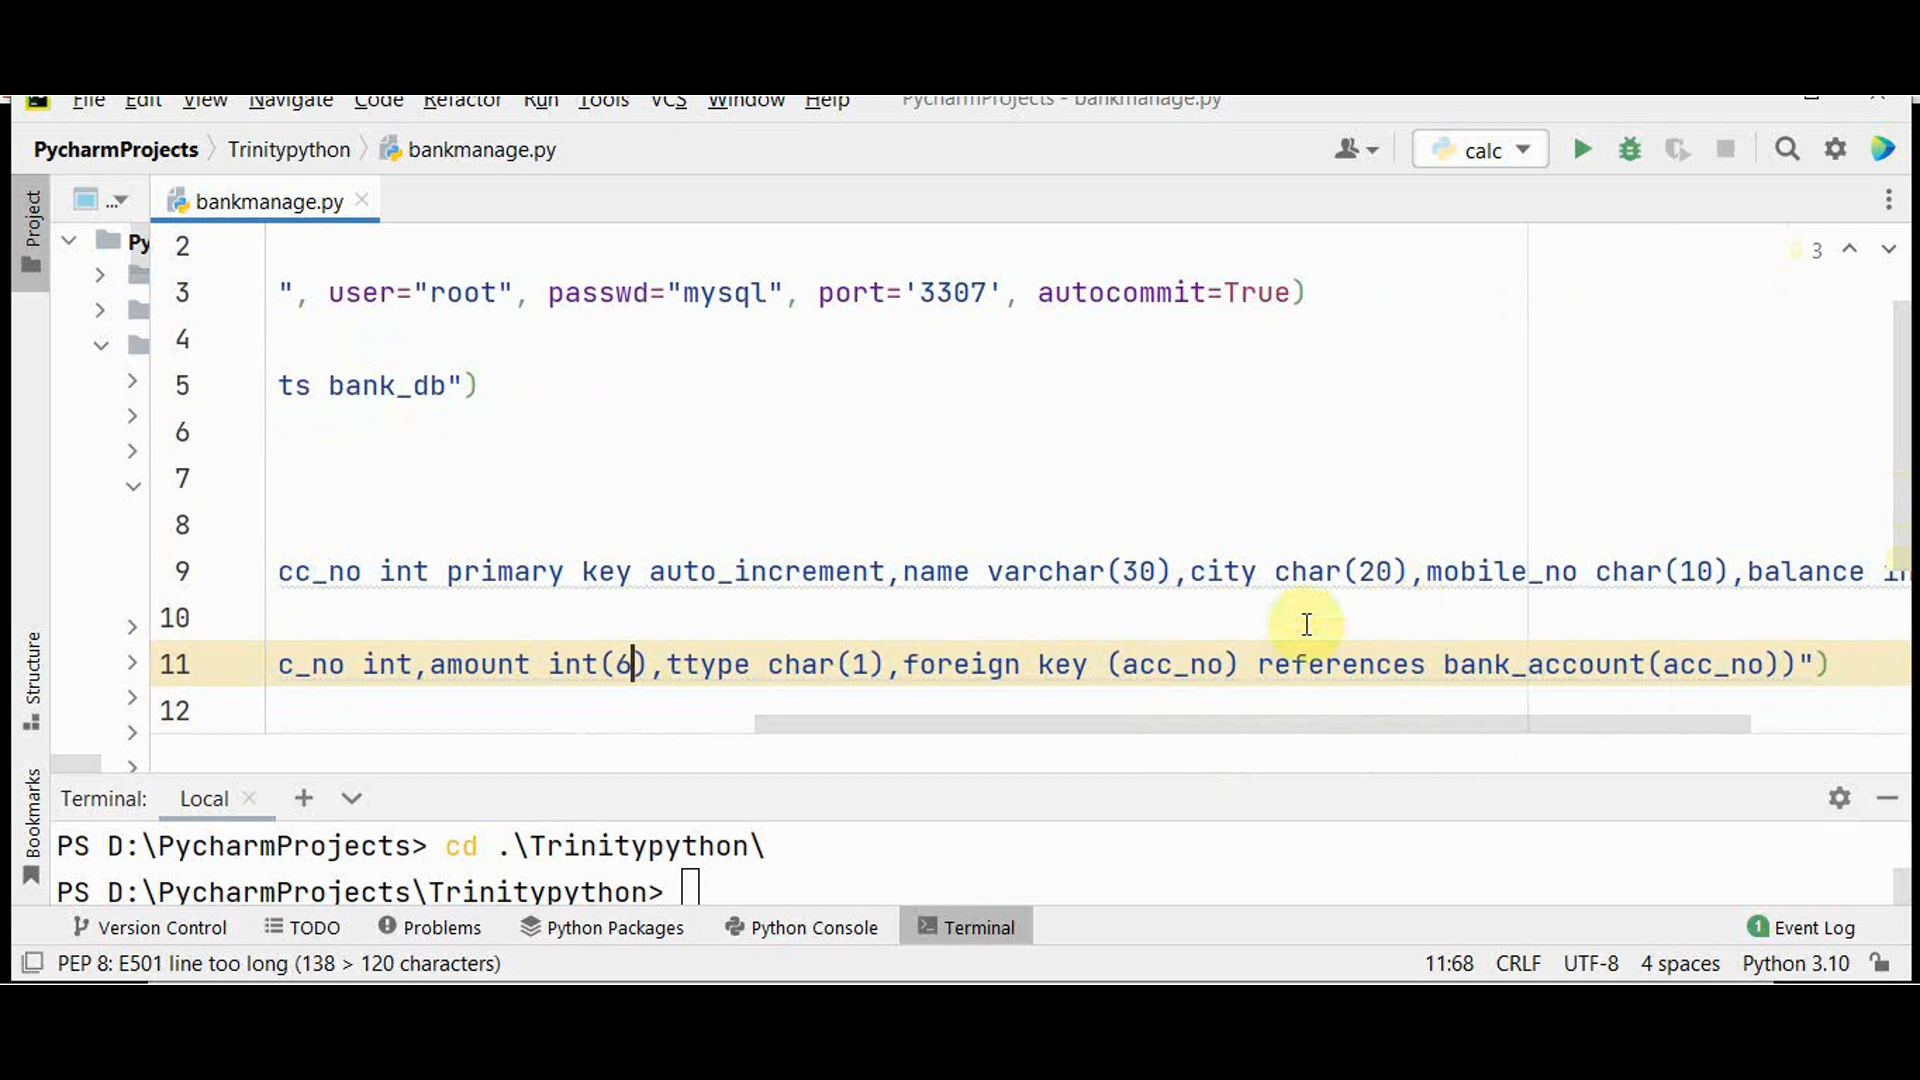 File Edit View Navigate Code Refactor Run Tools VCS Window Help PycharmProjects - bankmanage.py
PycharmProjects Trinitypython bankmanage.py calc
Project
... bankmanage.py
Py
2
3
3 ", user="root", passwd="mysql", port='3307', autocommit=True)
4
5 ts bank_db")
6
7
8
9 cc_no int primary key auto_increment,name varchar(30),city char(20),mobile_no char(10),balance in
10
11 c_no int,amount int(6),ttype char(1),foreign key (acc_no) references bank_account(acc_no))")
12
Structure
Bookmarks
Terminal: Local
PS D:\PycharmProjects> cd .\Trinitypython\
PS D:\PycharmProjects\Trinitypython>
Version Control TODO Problems Python Packages Python Console Terminal 1 Event Log
PEP 8: E501 line too long (138 > 120 characters) 11:68 CRLF UTF-8 4 spaces Python 3.10